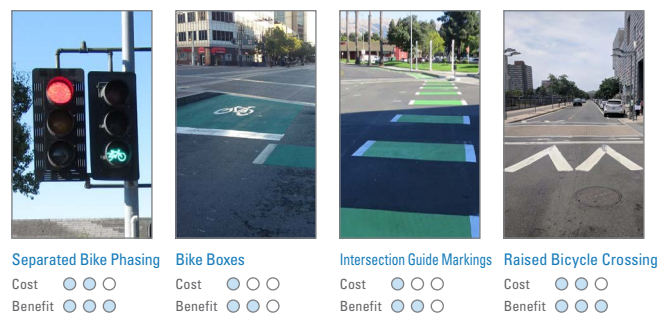 Separated Bike Phasing
Cost
Benefit
Bike Boxes
Cost
Benefit
Intersection Guide Markings
Cost
Benefit
Raised Bicycle Crossing
Cost
Benefit